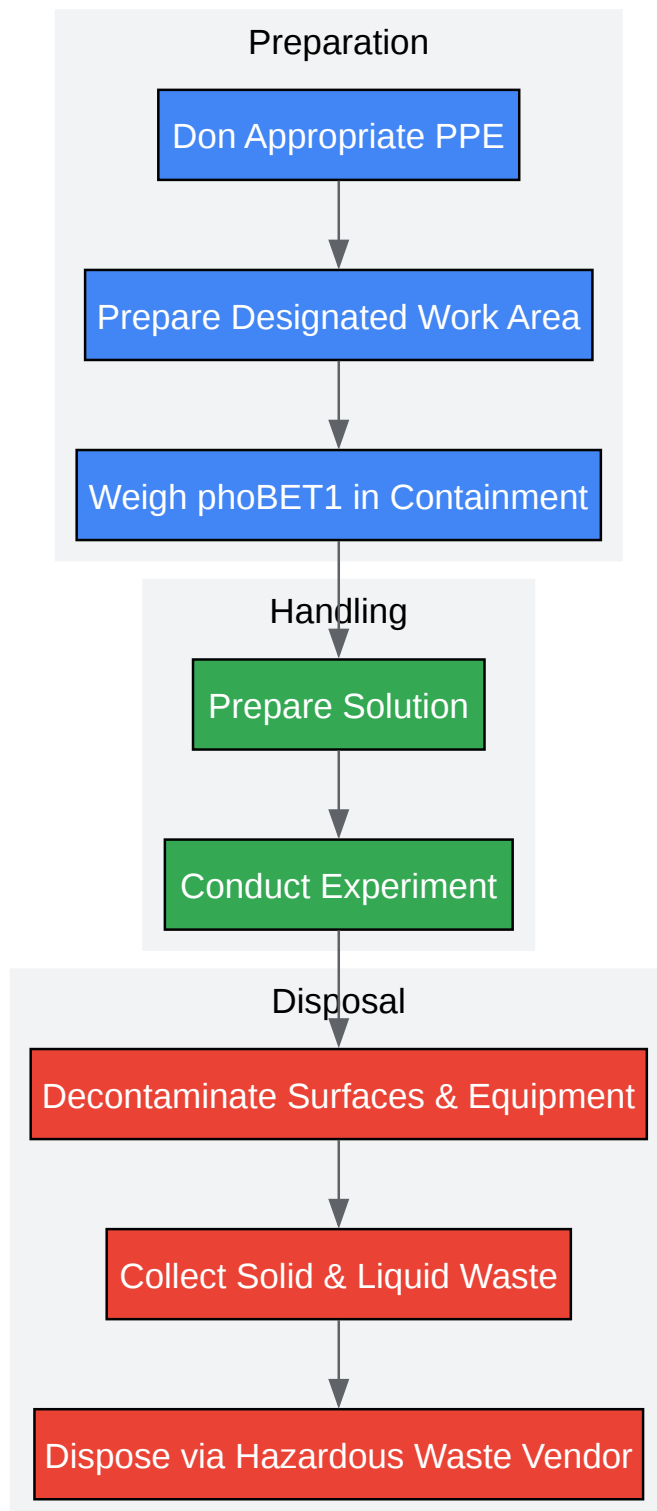 Preparation
Don Appropriate PPE
Prepare Designated Work Area
Weigh phoBET1 in Containment
Handling
Prepare Solution
Conduct Experiment
Disposal
Decontaminate Surfaces & Equipment
Collect Solid & Liquid Waste
Dispose via Hazardous Waste Vendor